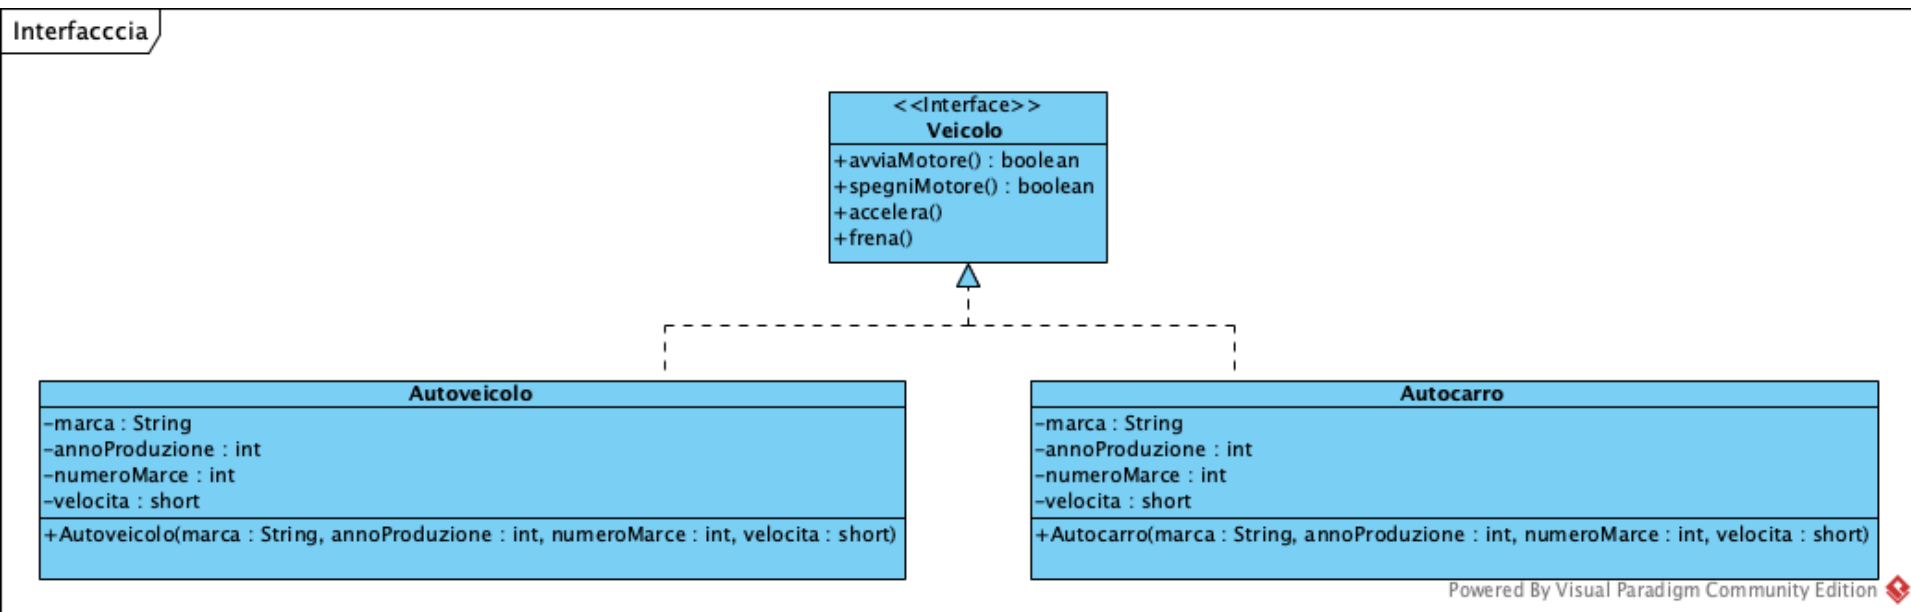 Interfacccia
<<Interface>>
Veicolo
+avviaMotore() : boolean
+spegniMotore() : boolean
+accelera()
+frena()
Autoveicolo
-marca : String
-annoProduzione : int
-numeroMarce : int
-velocita : short
+Autoveicolo(marca : String, annoProduzione : int, numeroMarce : int, velocita : short)
Autocarro
-marca : String
-annoProduzione : int
-numeroMarce : int
-velocita : short
+Autocarro(marca : String, annoProduzione : int, numeroMarce : int, velocita : short)
Powered By Visual Paradigm Community Edition